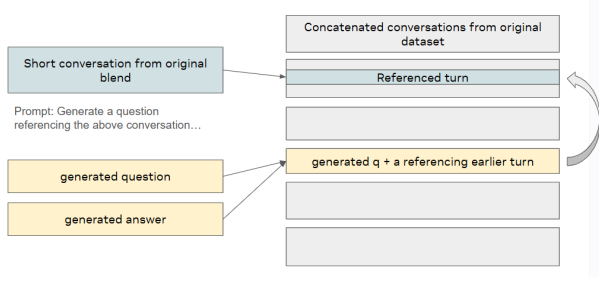 Short conversation from original
blend
Prompt: Generate a question
referencing the above conversation…
generated question
generated answer
Concatenated conversations from original
dataset
Referenced turn
generated q + a referencing earlier turn